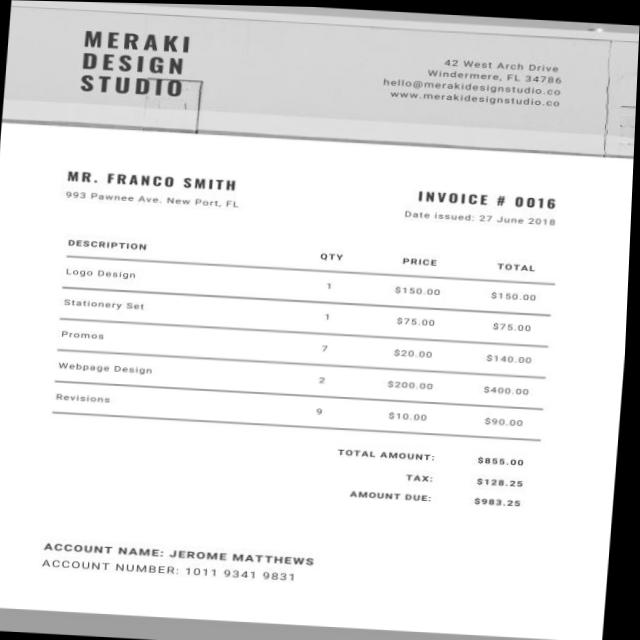 MERAKI
DESIGN
STUDIO
42 West Arch Drive
Windermere, FL 34786
hello@merakidesignstudio.co
www.merakidesignstudio.co
MR. FRANCO SMITH
993 Pawnee Ave. New Port, FL
INVOICE # 0016
Date issued: 27 June 2018
DESCRIPTION QTY PRICE TOTAL
Logo Design 1 $150.00 $150.00
Stationery Set 1 $75.00 $75.00
Promos 7 $20.00 $140.00
Webpage Design 2 $200.00 $400.00
Revisions 9 $10.00 $90.00
TOTAL AMOUNT: $855.00
TAX: $128.25
AMOUNT DUE: $983.25
ACCOUNT NAME: JEROME MATTHEWS
ACCOUNT NUMBER: 1011 9341 9831